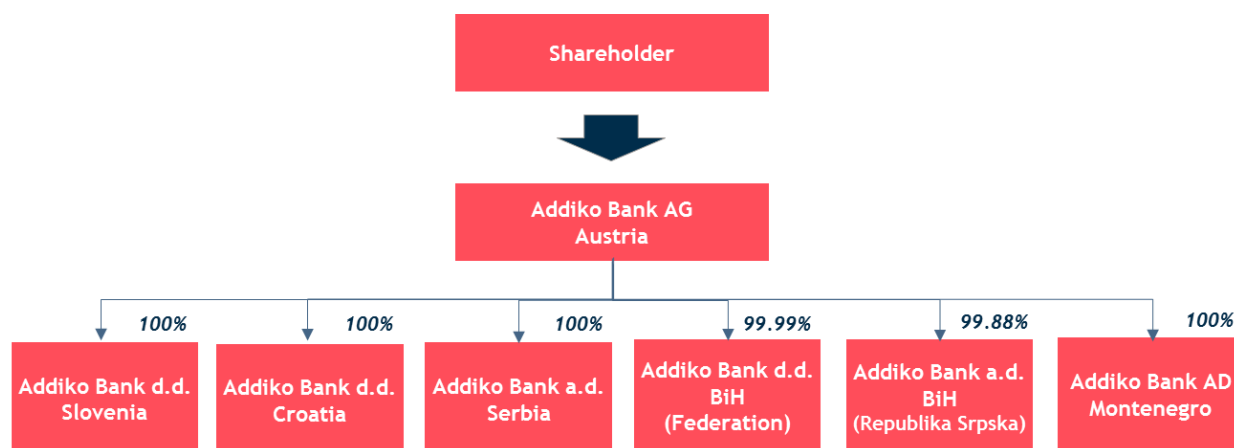 Shareholder
Addiko Bank AG
Austria
100%
100%
100%
99.99%
99.88%
100%
Addiko Bank d.d.
Slovenia
Addiko Bank d.d.
Croatia
Addiko Bank a.d.
Serbia
Addiko Bank d.d.
BiH
(Federation)
Addiko Bank a.d.
BiH
(Republika Srpska)
Addiko Bank AD
Montenegro